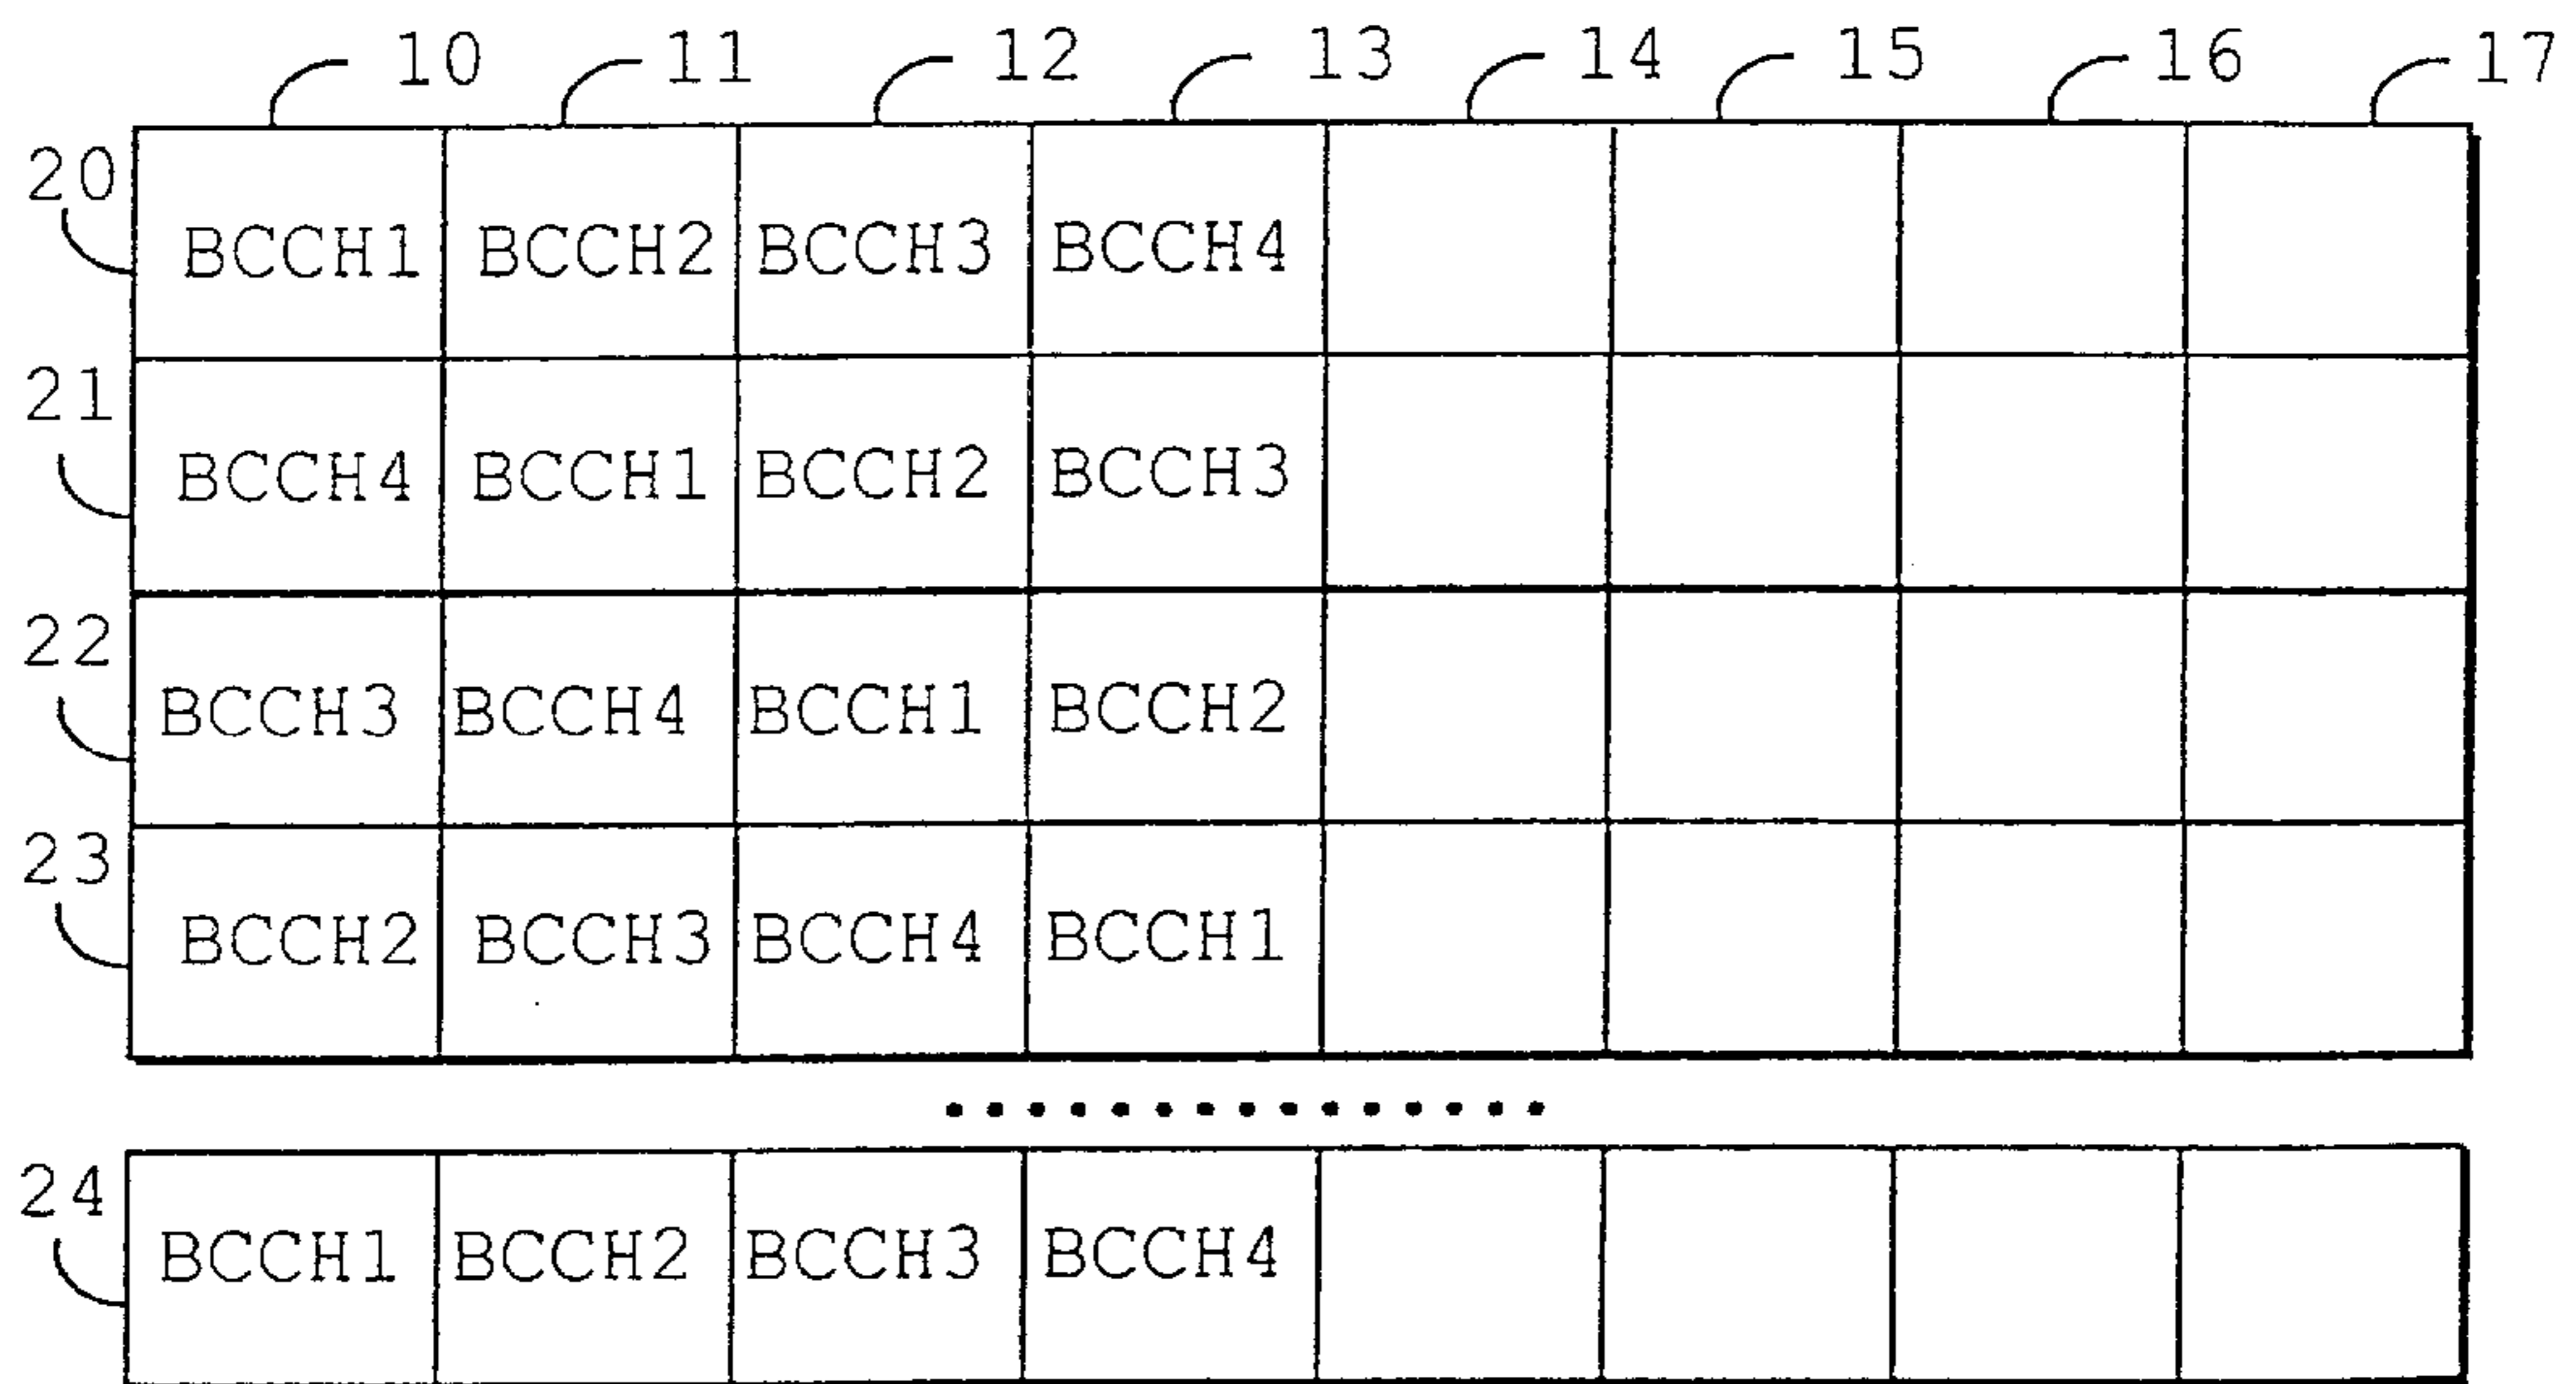 10 11 12 13 14 15 16 17
20
BCCH1 BCCH2 BCCH3 BCCH4
21
BCCH4 BCCH1 BCCH2 BCCH3
22
BCCH3 BCCH4 BCCH1 BCCH2
23
BCCH2 BCCH3 BCCH4 BCCH1
24
BCCH1 BCCH2 BCCH3 BCCH4